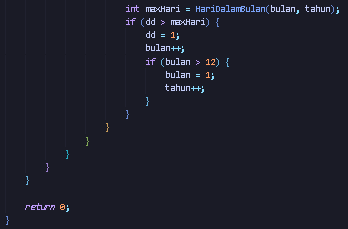 int maxHari = HariDalamBulan(bulan, tahun);
if (dd > maxHari) {
dd = 1;
bulan++;
if (bulan > 12) {
bulan = 1;
tahun++;
}
}
}
}
}
}
}
return 0;
}